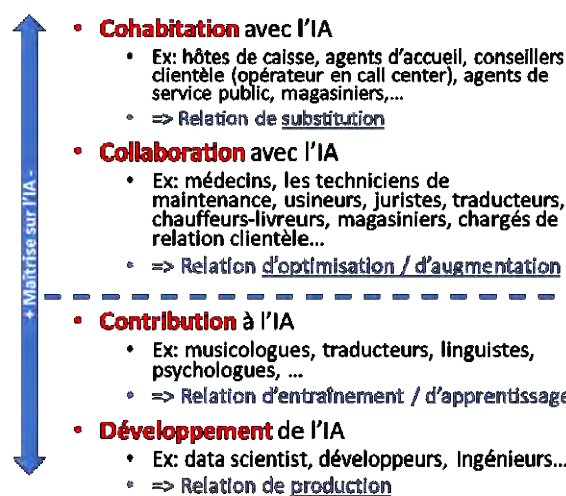 + Maîtrise sur l'IA -
• Cohabitation avec l'IA
• Ex: hôtes de caisse, agents d'accueil, conseillers
clientèle (opérateur en call center), agents de
service public, magasiniers,...
• => Relation de substitution
• Collaboration avec l'IA
• Ex: médecins, les techniciens de
maintenance, usineurs, juristes, traducteurs,
chauffeurs-livreurs, magasiniers, chargés de
relation clientèle...
• => Relation d'optimisation / d'augmentation
• Contribution à l'IA
• Ex: musicologues, traducteurs, linguistes,
psychologues, ...
• => Relation d'entraînement / d'apprentissage
• Développement de l'IA
• Ex: data scientist, développeurs, Ingénieurs...
• => Relation de production